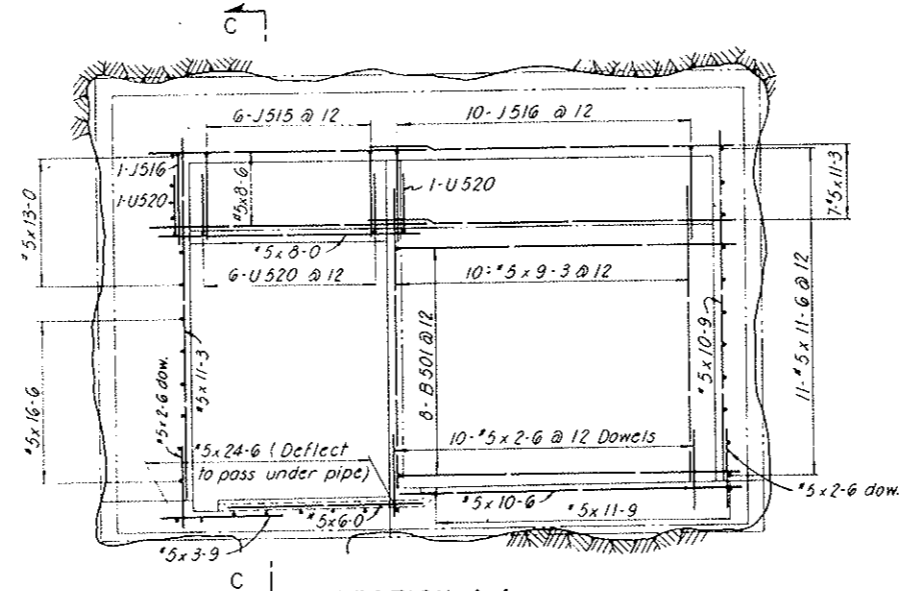 C
6-J515 @ 12
10-J516 @ 12
1-J516
1-U520
#5x8-6
1-U520
7-#5x11-3
#5x13-0
#5x8-0
6-U520 @ 12
10-#5x9-3 @ 12
11-#5x11-6 @ 12
#5x10-9
8-B501 @ 12
#5x11-3
#5x16-6
#5x2-6 dow.
10-#5x2-6 @ 12 Dowels
#5x24-6 (Deflect
to pass under pipe)
#5x6-0
#5x10-6
#5x11-9
#5x2-6 dow.
#5x3-9
C